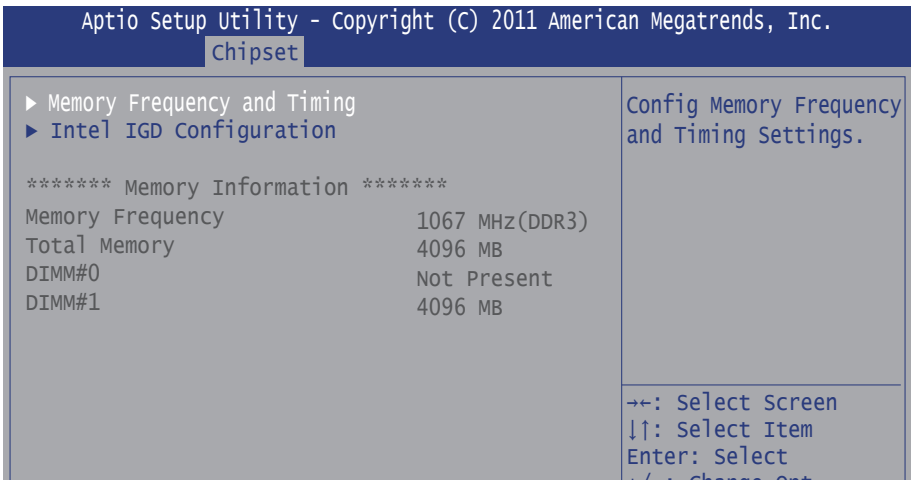 Aptio Setup Utility - Copyright (C) 2011 American Megatrends, Inc.
Chipset
▶ Memory Frequency and Timing
▶ Intel IGD Configuration
******* Memory Information *******
Memory Frequency 1067 MHz(DDR3)
Total Memory 4096 MB
DIMM#0 Not Present
DIMM#1 4096 MB
Config Memory Frequency
and Timing Settings.
→←: Select Screen
↓↑: Select Item
Enter: Select
+/-: Change Opt.